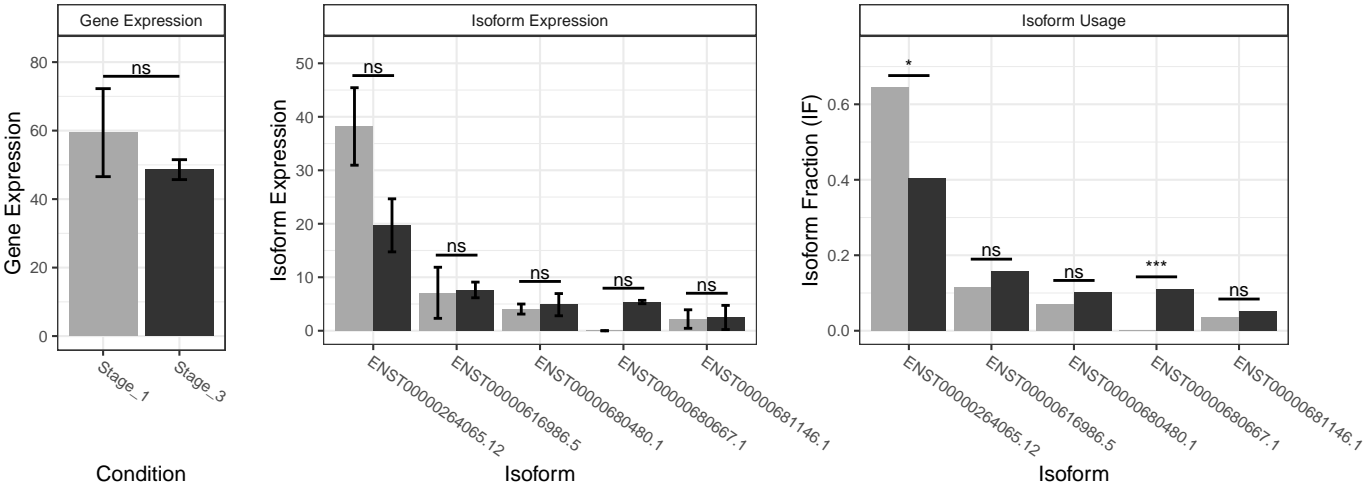 Gene Expression
Gene Expression
80
60
40
20
0
ns
Stage_1
Stage_3
Condition
Isoform Expression
Isoform Expression
50
40
30
20
10
0
ns
ns
ns
ns
ns
ENST00000264065.12
ENST00000616986.5
ENST00000680480.1
ENST00000680667.1
ENST00000681146.1
Isoform
Isoform Usage
Isoform Fraction (IF)
0.6
0.4
0.2
0.0
*
ns
ns
***
ns
ENST00000264065.12
ENST00000616986.5
ENST00000680480.1
ENST00000680667.1
ENST00000681146.1
Isoform